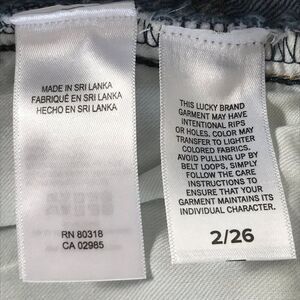 MADE IN SRI LANKA
FABRIQUÉ EN SRI LANKA
HECHO EN SRI LANKA
RN 80318
CA 02985
THIS LUCKY BRAND
GARMENT MAY HAVE
INTENTIONAL RIPS
OR HOLES. COLOR MAY
TRANSFER TO LIGHTER
COLORED FABRICS.
AVOID PULLING UP BY
BELT LOOPS, SIMPLY
FOLLOW THE CARE
INSTRUCTIONS TO
ENSURE THAT YOUR
GARMENT MAINTAINS ITS
INDIVIDUAL CHARACTER.
2/26